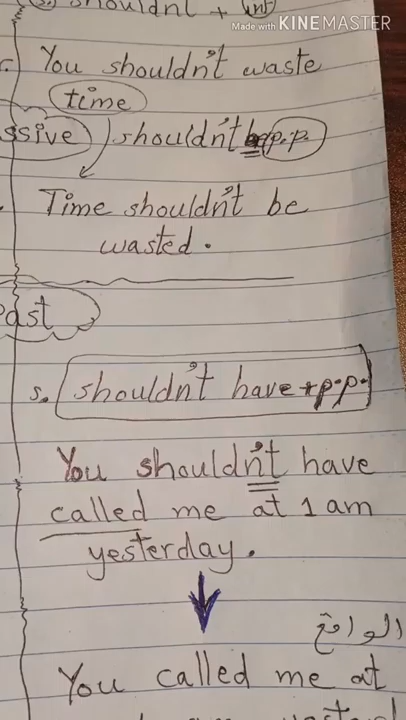 shouldn't +
Made with KINEMASTER
You shouldn't waste
time
shouldn't be p.p.
Time shouldn't be
wasted.
s. shouldn't have + p.p.
You shouldn't have
called me at 1 am
yesterday.
الواقع
You called me at